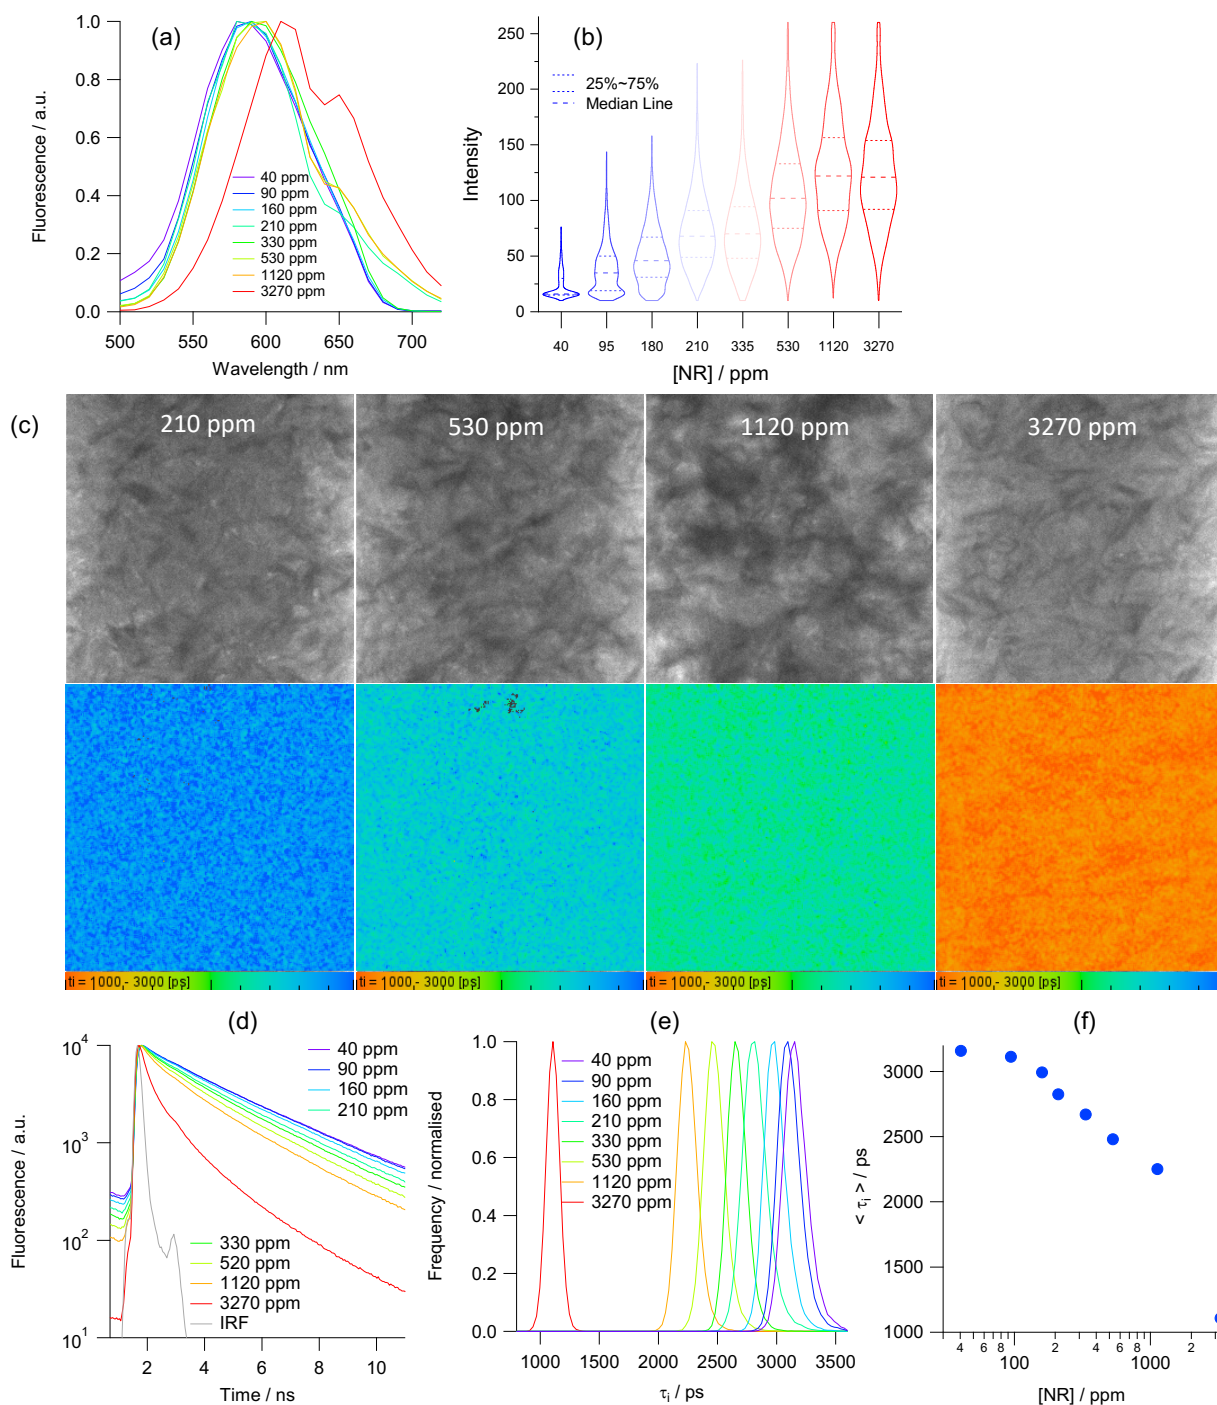 (a)
Fluorescence / a.u.
1.0
0.8
0.6
0.4
0.2
0.0
40 ppm
90 ppm
160 ppm
210 ppm
330 ppm
530 ppm
1120 ppm
3270 ppm
500 550 600 650 700
Wavelength / nm
(b)
Intensity
250
200
150
100
50
0
25%~75%
Median Line
40 95 180 210 335 530 1120 3270
[NR] / ppm
(c)
210 ppm 530 ppm 1120 ppm 3270 ppm
ti = 1000 - 3000 [ps] ti = 1000 - 3000 [ps] ti = 1000 - 3000 [ps] ti = 1000 - 3000 [ps]
(d)
Fluorescence / a.u.
10⁴
10³
10²
10¹
40 ppm
90 ppm
160 ppm
210 ppm
330 ppm
520 ppm
1120 ppm
3270 ppm
IRF
2 4 6 8 10
Time / ns
(e)
Frequency / normalised
1.0
0.8
0.6
0.4
0.2
0.0
40 ppm
90 ppm
160 ppm
210 ppm
330 ppm
530 ppm
1120 ppm
3270 ppm
1000 1500 2000 2500 3000 3500
τᵢ / ps
(f)
< τᵢ > / ps
3000
2500
2000
1500
1000
4 6 8 100 2 4 6 8 1000 2
[NR] / ppm